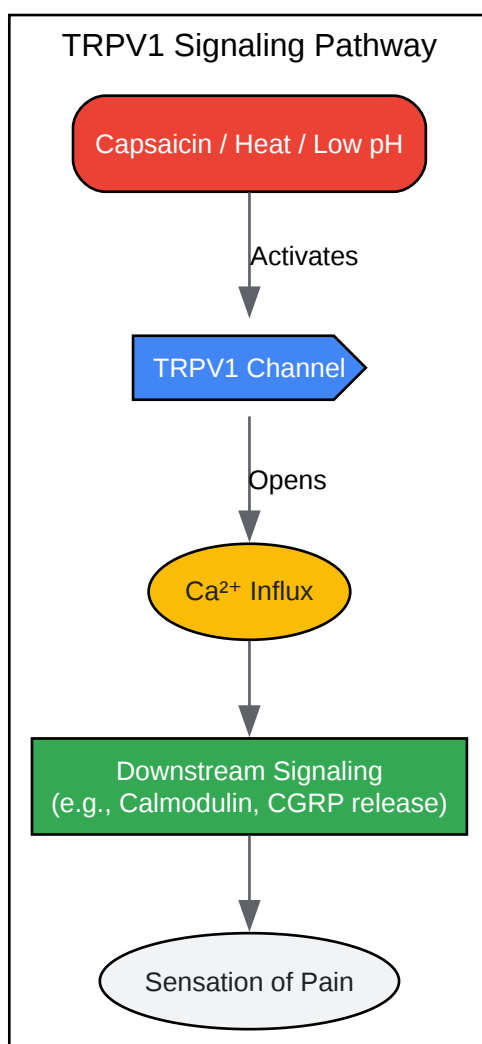 TRPV1 Signaling Pathway
Capsaicin / Heat / Low pH
Activates
TRPV1 Channel
Opens
Ca²⁺ Influx
Downstream Signaling
(e.g., Calmodulin, CGRP release)
Sensation of Pain